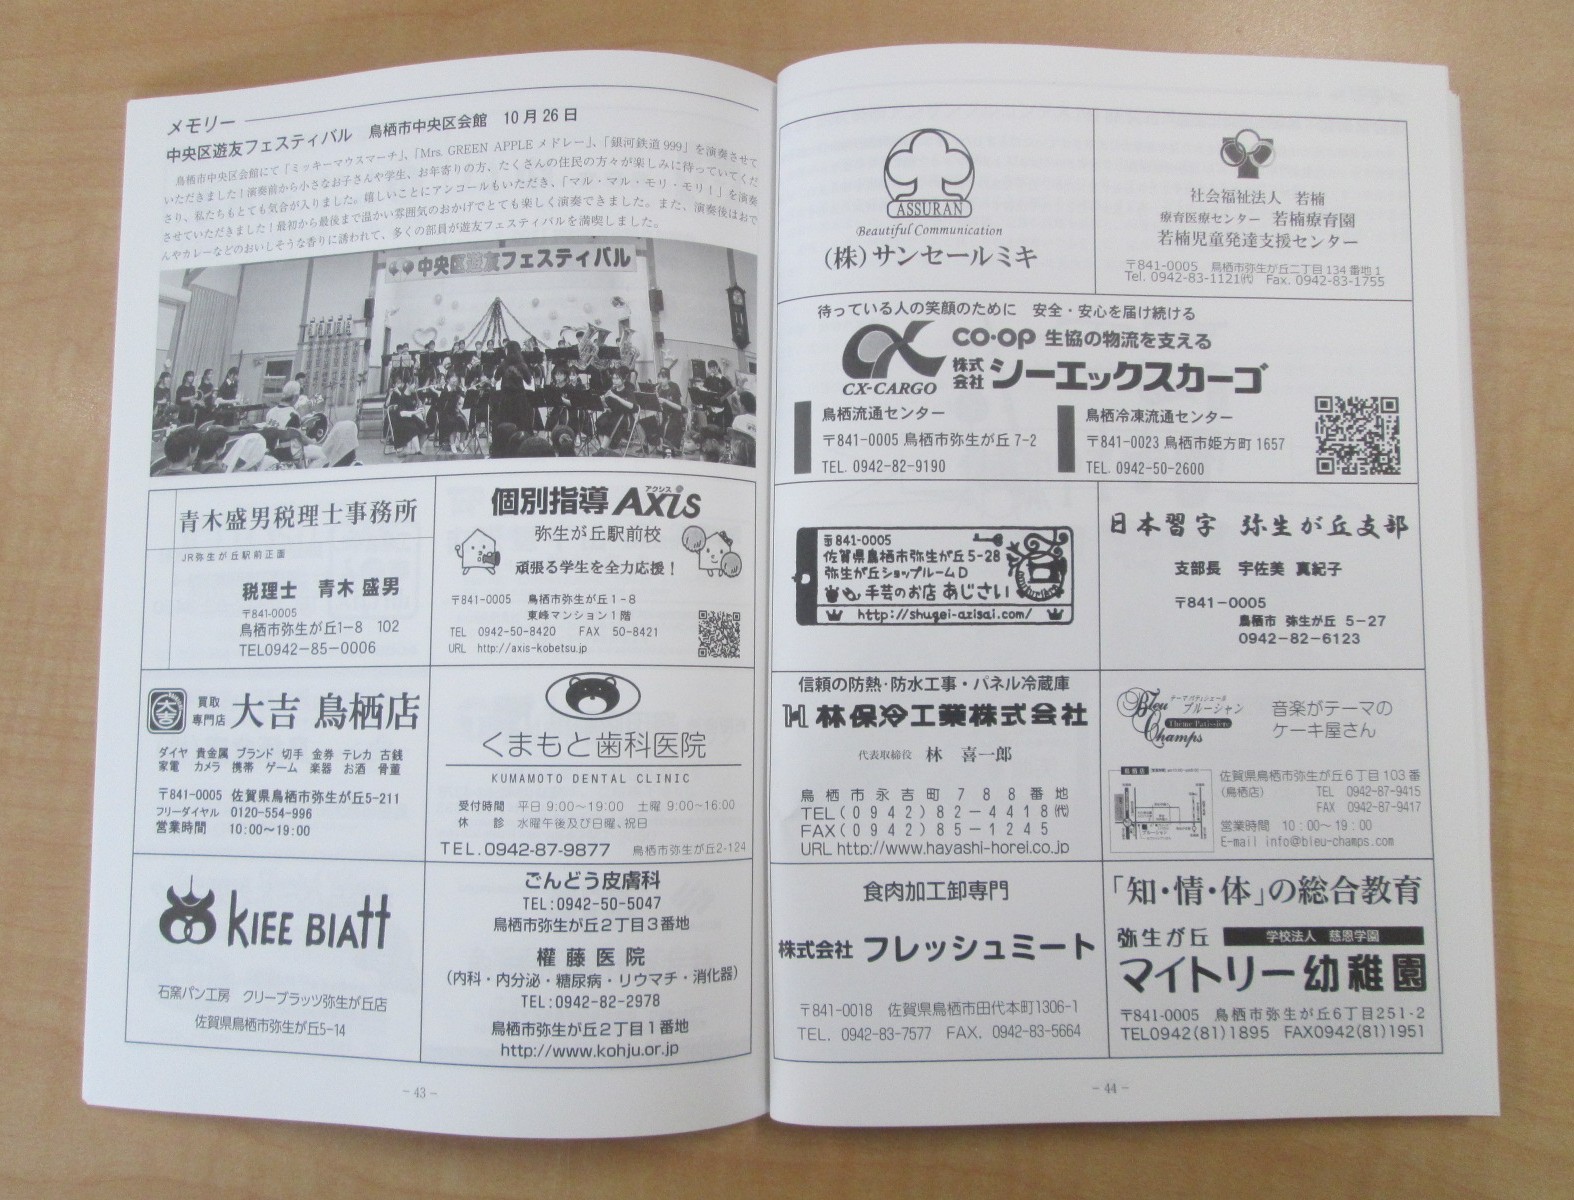 メモリー
中央区遊友フェスティバル　鳥栖市中央区会館　10月26日
鳥栖市中央区会館にて「ミッキーマウスマーチ」、「Mrs. GREEN APPLE メドレー」、「銀河鉄道999」を演奏させて
いただきました！演奏前から小さなお子さんや学生、お年寄りの方、たくさんの住民の方々が楽しみに待っていてくだ
さり、私たちもとても気合が入りました。嬉しいことにアンコールもいただき、「マル・マル・モリ・モリ！」を演奏
させていただきました！最初から最後まで温かい雰囲気のおかげでとても楽しく演奏できました。また、演奏後はおで
んやカレーなどのおいしそうな香りに誘われて、多くの部員が遊友フェスティバルを満喫しました。
中央区遊友フェスティバル
青木盛男税理士事務所
JR弥生が丘駅前正面
税理士　青木 盛男
〒841-0005
鳥栖市弥生が丘1-8　102
TEL0942-85-0006
アクシス
個別指導 Axis
弥生が丘駅前校
頑張る学生を全力応援！
〒841-0005　鳥栖市弥生が丘1-8
東峰マンション1階
TEL　0942-50-8420　FAX　50-8421
URL　http://axis-kobetsu.jp
大吉
買取
専門店
大吉 鳥栖店
ダイヤ　貴金属　ブランド　切手　金券　テレカ　古銭
家電　カメラ　携帯　ゲーム　楽器　お酒　骨董
〒841-0005　佐賀県鳥栖市弥生が丘5-211
フリーダイヤル　0120-554-996
営業時間　10:00〜19:00
くまもと歯科医院
KUMAMOTO DENTAL CLINIC
受付時間　平日 9:00〜19:00　土曜 9:00〜16:00
休　診　水曜午後及び日曜、祝日
TEL.0942-87-9877　鳥栖市弥生が丘2-124
KIEE BLATT
石窯パン工房　クリーブラッツ弥生が丘店
佐賀県鳥栖市弥生が丘5-14
ごんどう皮膚科
TEL:0942-50-5047
鳥栖市弥生が丘2丁目3番地
權藤医院
(内科・内分泌・糖尿病・リウマチ・消化器)
TEL:0942-82-2978
鳥栖市弥生が丘2丁目1番地
http://www.kohju.or.jp
- 43 -
ASSURAN
Beautiful Communication
(株)サンセールミキ
社会福祉法人　若楠
療育医療センター　若楠療育園
若楠児童発達支援センター
〒841-0005　鳥栖市弥生が丘二丁目134番地1
Tel. 0942-83-1121㈹　Fax. 0942-83-1755
待っている人の笑顔のために　安全・安心を届け続ける
CX-CARGO
CO・OP 生協の物流を支える
株式会社 シーエックスカーゴ
鳥栖流通センター
〒841-0005 鳥栖市弥生が丘 7-2
TEL. 0942-82-9190
鳥栖冷凍流通センター
〒841-0023 鳥栖市姫方町 1657
TEL. 0942-50-2600
〒841-0005
佐賀県鳥栖市弥生が丘5-28
弥生が丘ショップルームD
手芸のお店 あじさい
http://shugei-azisai.com/
日本習字　弥生が丘支部
支部長　宇佐美　真紀子
〒841-0005
鳥栖市　弥生が丘　5-27
0942-82-6123
信頼の防熱・防水工事・パネル冷蔵庫
林保冷工業株式会社
代表取締役　林　喜一郎
鳥栖市永吉町788番地
TEL(0942)82-4418㈹
FAX(0942)85-1245
URL http://www.hayashi-horei.co.jp
Bleu Champs
テーマ パティシェール
ブルーシャン
Thème Patissière
音楽がテーマの
ケーキ屋さん
鳥栖店
佐賀県鳥栖市弥生が丘6丁目103番
(鳥栖店)　TEL　0942-87-9415
FAX　0942-87-9417
営業時間　10:00〜19:00
E-mail info@bleu-champs.com
食肉加工卸専門
株式会社 フレッシュミート
〒841-0018　佐賀県鳥栖市田代本町1306-1
TEL. 0942-83-7577　FAX. 0942-83-5664
「知・情・体」の総合教育
弥生が丘　学校法人　慈恩学園
マイトリー幼稚園
〒841-0005　鳥栖市弥生が丘6丁目251-2
TEL0942(81)1895　FAX0942(81)1951
- 44 -